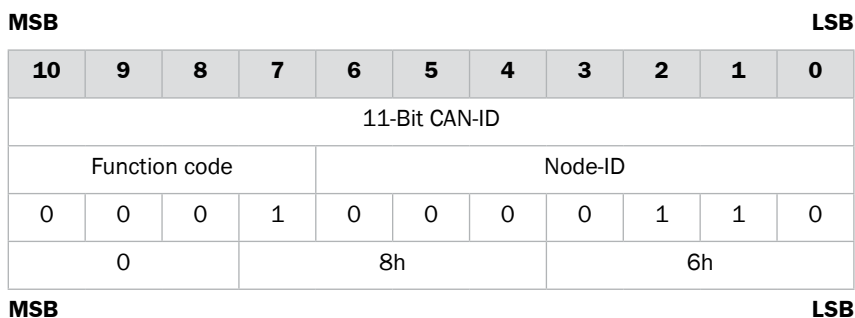 MSB LSB
10 9 8 7 6 5 4 3 2 1 0
11-Bit CAN-ID
Function code Node-ID
0 0 0 1 0 0 0 0 1 1 0
0 8h 6h
MSB LSB